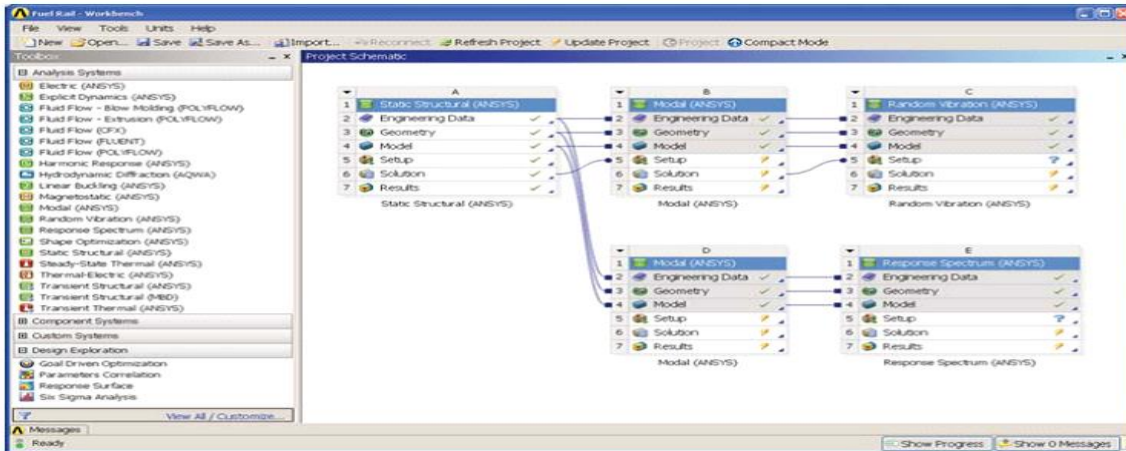 Fuel Rail - Workbench
File View Tools Units Help
New Open... Save Save As... Import... Reconnect Refresh Project Update Project Project Compact Mode
Toolbox
Project Schematic
Analysis Systems
Electric (ANSYS)
Explicit Dynamics (ANSYS)
Fluid Flow - Blow Molding (POLYFLOW)
Fluid Flow - Extrusion (POLYFLOW)
Fluid Flow (CFX)
Fluid Flow (FLUENT)
Fluid Flow (POLYFLOW)
Harmonic Response (ANSYS)
Hydrodynamic Diffraction (AQWA)
Linear Buckling (ANSYS)
Magnetostatic (ANSYS)
Modal (ANSYS)
Random Vibration (ANSYS)
Response Spectrum (ANSYS)
Shape Optimization (ANSYS)
Static Structural (ANSYS)
Steady-State Thermal (ANSYS)
Thermal-Electric (ANSYS)
Transient Structural (ANSYS)
Transient Structural (MBD)
Transient Thermal (ANSYS)
Component Systems
Custom Systems
Design Exploration
Goal Driven Optimization
Parameters Correlation
Response Surface
Six Sigma Analysis
View All / Customize...
A
1 Static Structural (ANSYS)
2 Engineering Data
3 Geometry
4 Model
5 Setup
6 Solution
7 Results
Static Structural (ANSYS)
B
1 Modal (ANSYS)
2 Engineering Data
3 Geometry
4 Model
5 Setup
6 Solution
7 Results
Modal (ANSYS)
C
1 Random Vibration (ANSYS)
2 Engineering Data
3 Geometry
4 Model
5 Setup
6 Solution
7 Results
Random Vibration (ANSYS)
D
1 Modal (ANSYS)
2 Engineering Data
3 Geometry
4 Model
5 Setup
6 Solution
7 Results
Modal (ANSYS)
E
1 Response Spectrum (ANSYS)
2 Engineering Data
3 Geometry
4 Model
5 Setup
6 Solution
7 Results
Response Spectrum (ANSYS)
Messages
Ready
Show Progress Show 0 Messages